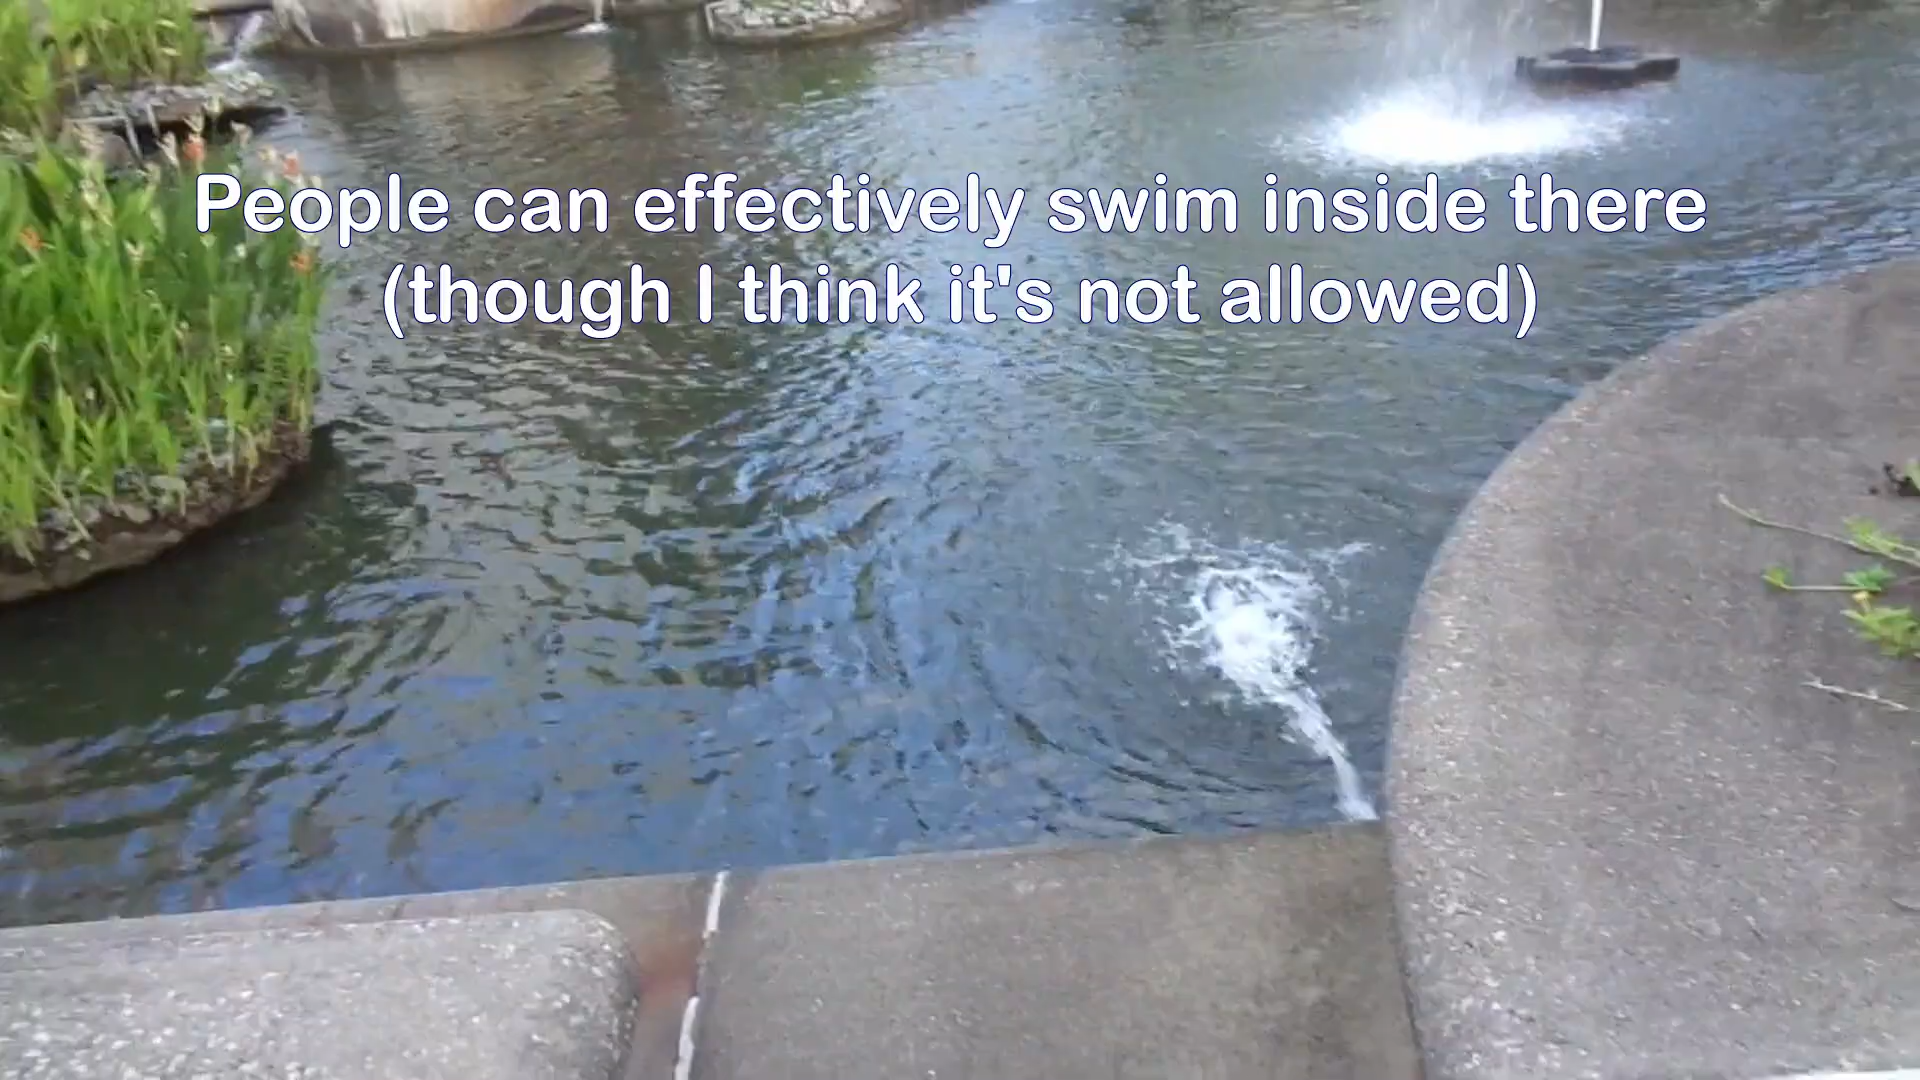 People can effectively swim inside there
(though I think it's not allowed)